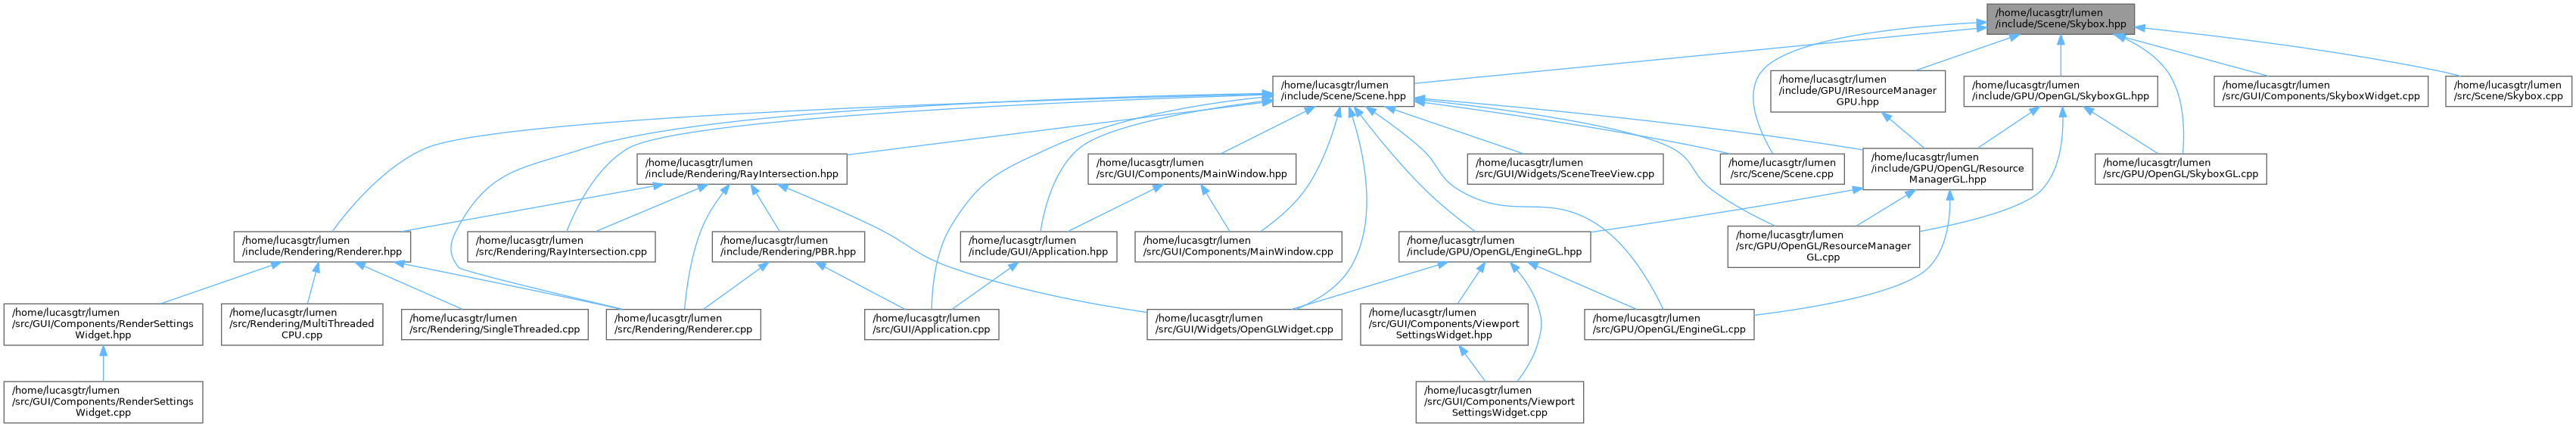 /home/lucasgtr/lumen
/include/Scene/Skybox.hpp
/home/lucasgtr/lumen
/include/Scene/Scene.hpp
/home/lucasgtr/lumen
/include/GPU/IResourceManager
GPU.hpp
/home/lucasgtr/lumen
/include/GPU/OpenGL/SkyboxGL.hpp
/home/lucasgtr/lumen
/src/GUI/Components/SkyboxWidget.cpp
/home/lucasgtr/lumen
/src/Scene/Skybox.cpp
/home/lucasgtr/lumen
/include/Rendering/RayIntersection.hpp
/home/lucasgtr/lumen
/src/GUI/Components/MainWindow.hpp
/home/lucasgtr/lumen
/src/GUI/Widgets/SceneTreeView.cpp
/home/lucasgtr/lumen
/src/Scene/Scene.cpp
/home/lucasgtr/lumen
/include/GPU/OpenGL/Resource
ManagerGL.hpp
/home/lucasgtr/lumen
/src/GPU/OpenGL/SkyboxGL.cpp
/home/lucasgtr/lumen
/include/Rendering/Renderer.hpp
/home/lucasgtr/lumen
/src/Rendering/RayIntersection.cpp
/home/lucasgtr/lumen
/include/Rendering/PBR.hpp
/home/lucasgtr/lumen
/include/GUI/Application.hpp
/home/lucasgtr/lumen
/src/GUI/Components/MainWindow.cpp
/home/lucasgtr/lumen
/include/GPU/OpenGL/EngineGL.hpp
/home/lucasgtr/lumen
/src/GPU/OpenGL/ResourceManager
GL.cpp
/home/lucasgtr/lumen
/src/GUI/Components/RenderSettings
Widget.hpp
/home/lucasgtr/lumen
/src/Rendering/MultiThreaded
CPU.cpp
/home/lucasgtr/lumen
/src/Rendering/SingleThreaded.cpp
/home/lucasgtr/lumen
/src/Rendering/Renderer.cpp
/home/lucasgtr/lumen
/src/GUI/Application.cpp
/home/lucasgtr/lumen
/src/GUI/Widgets/OpenGLWidget.cpp
/home/lucasgtr/lumen
/src/GUI/Components/Viewport
SettingsWidget.hpp
/home/lucasgtr/lumen
/src/GPU/OpenGL/EngineGL.cpp
/home/lucasgtr/lumen
/src/GUI/Components/RenderSettings
Widget.cpp
/home/lucasgtr/lumen
/src/GUI/Components/Viewport
SettingsWidget.cpp